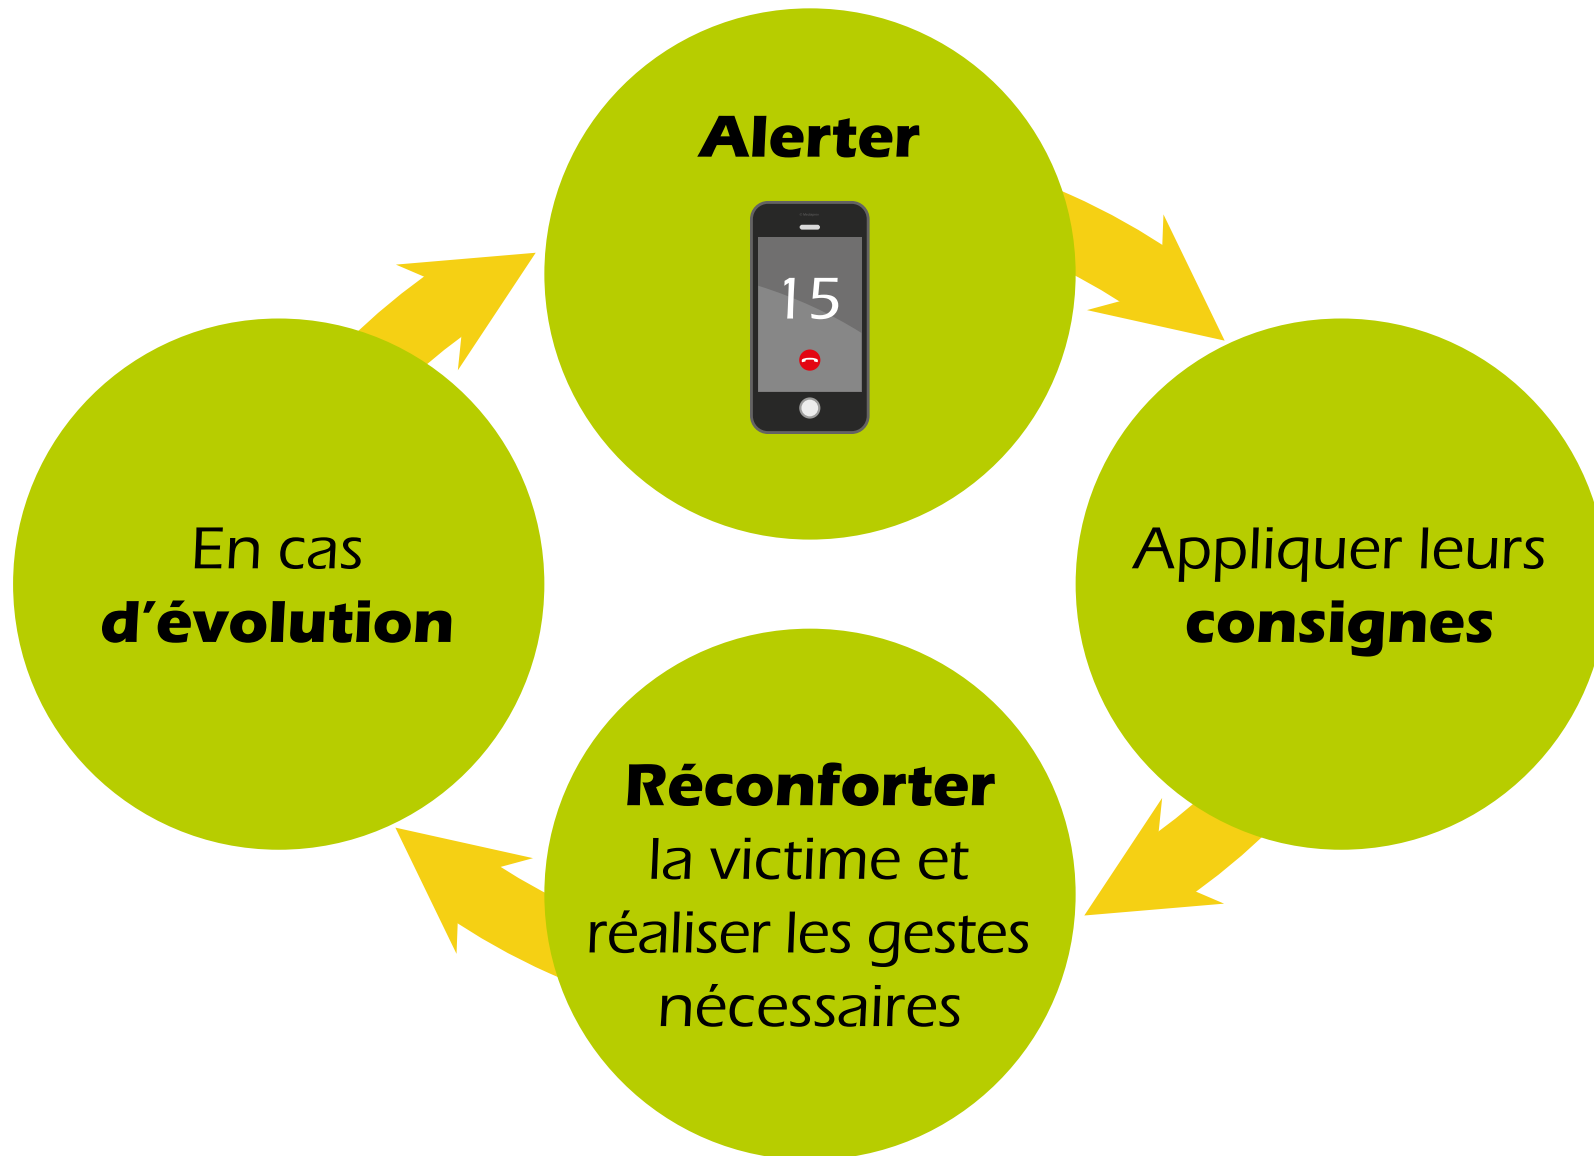 Alerter
15
Appliquer leurs
consignes
Réconforter
la victime et
réaliser les gestes
nécessaires
En cas
d'évolution